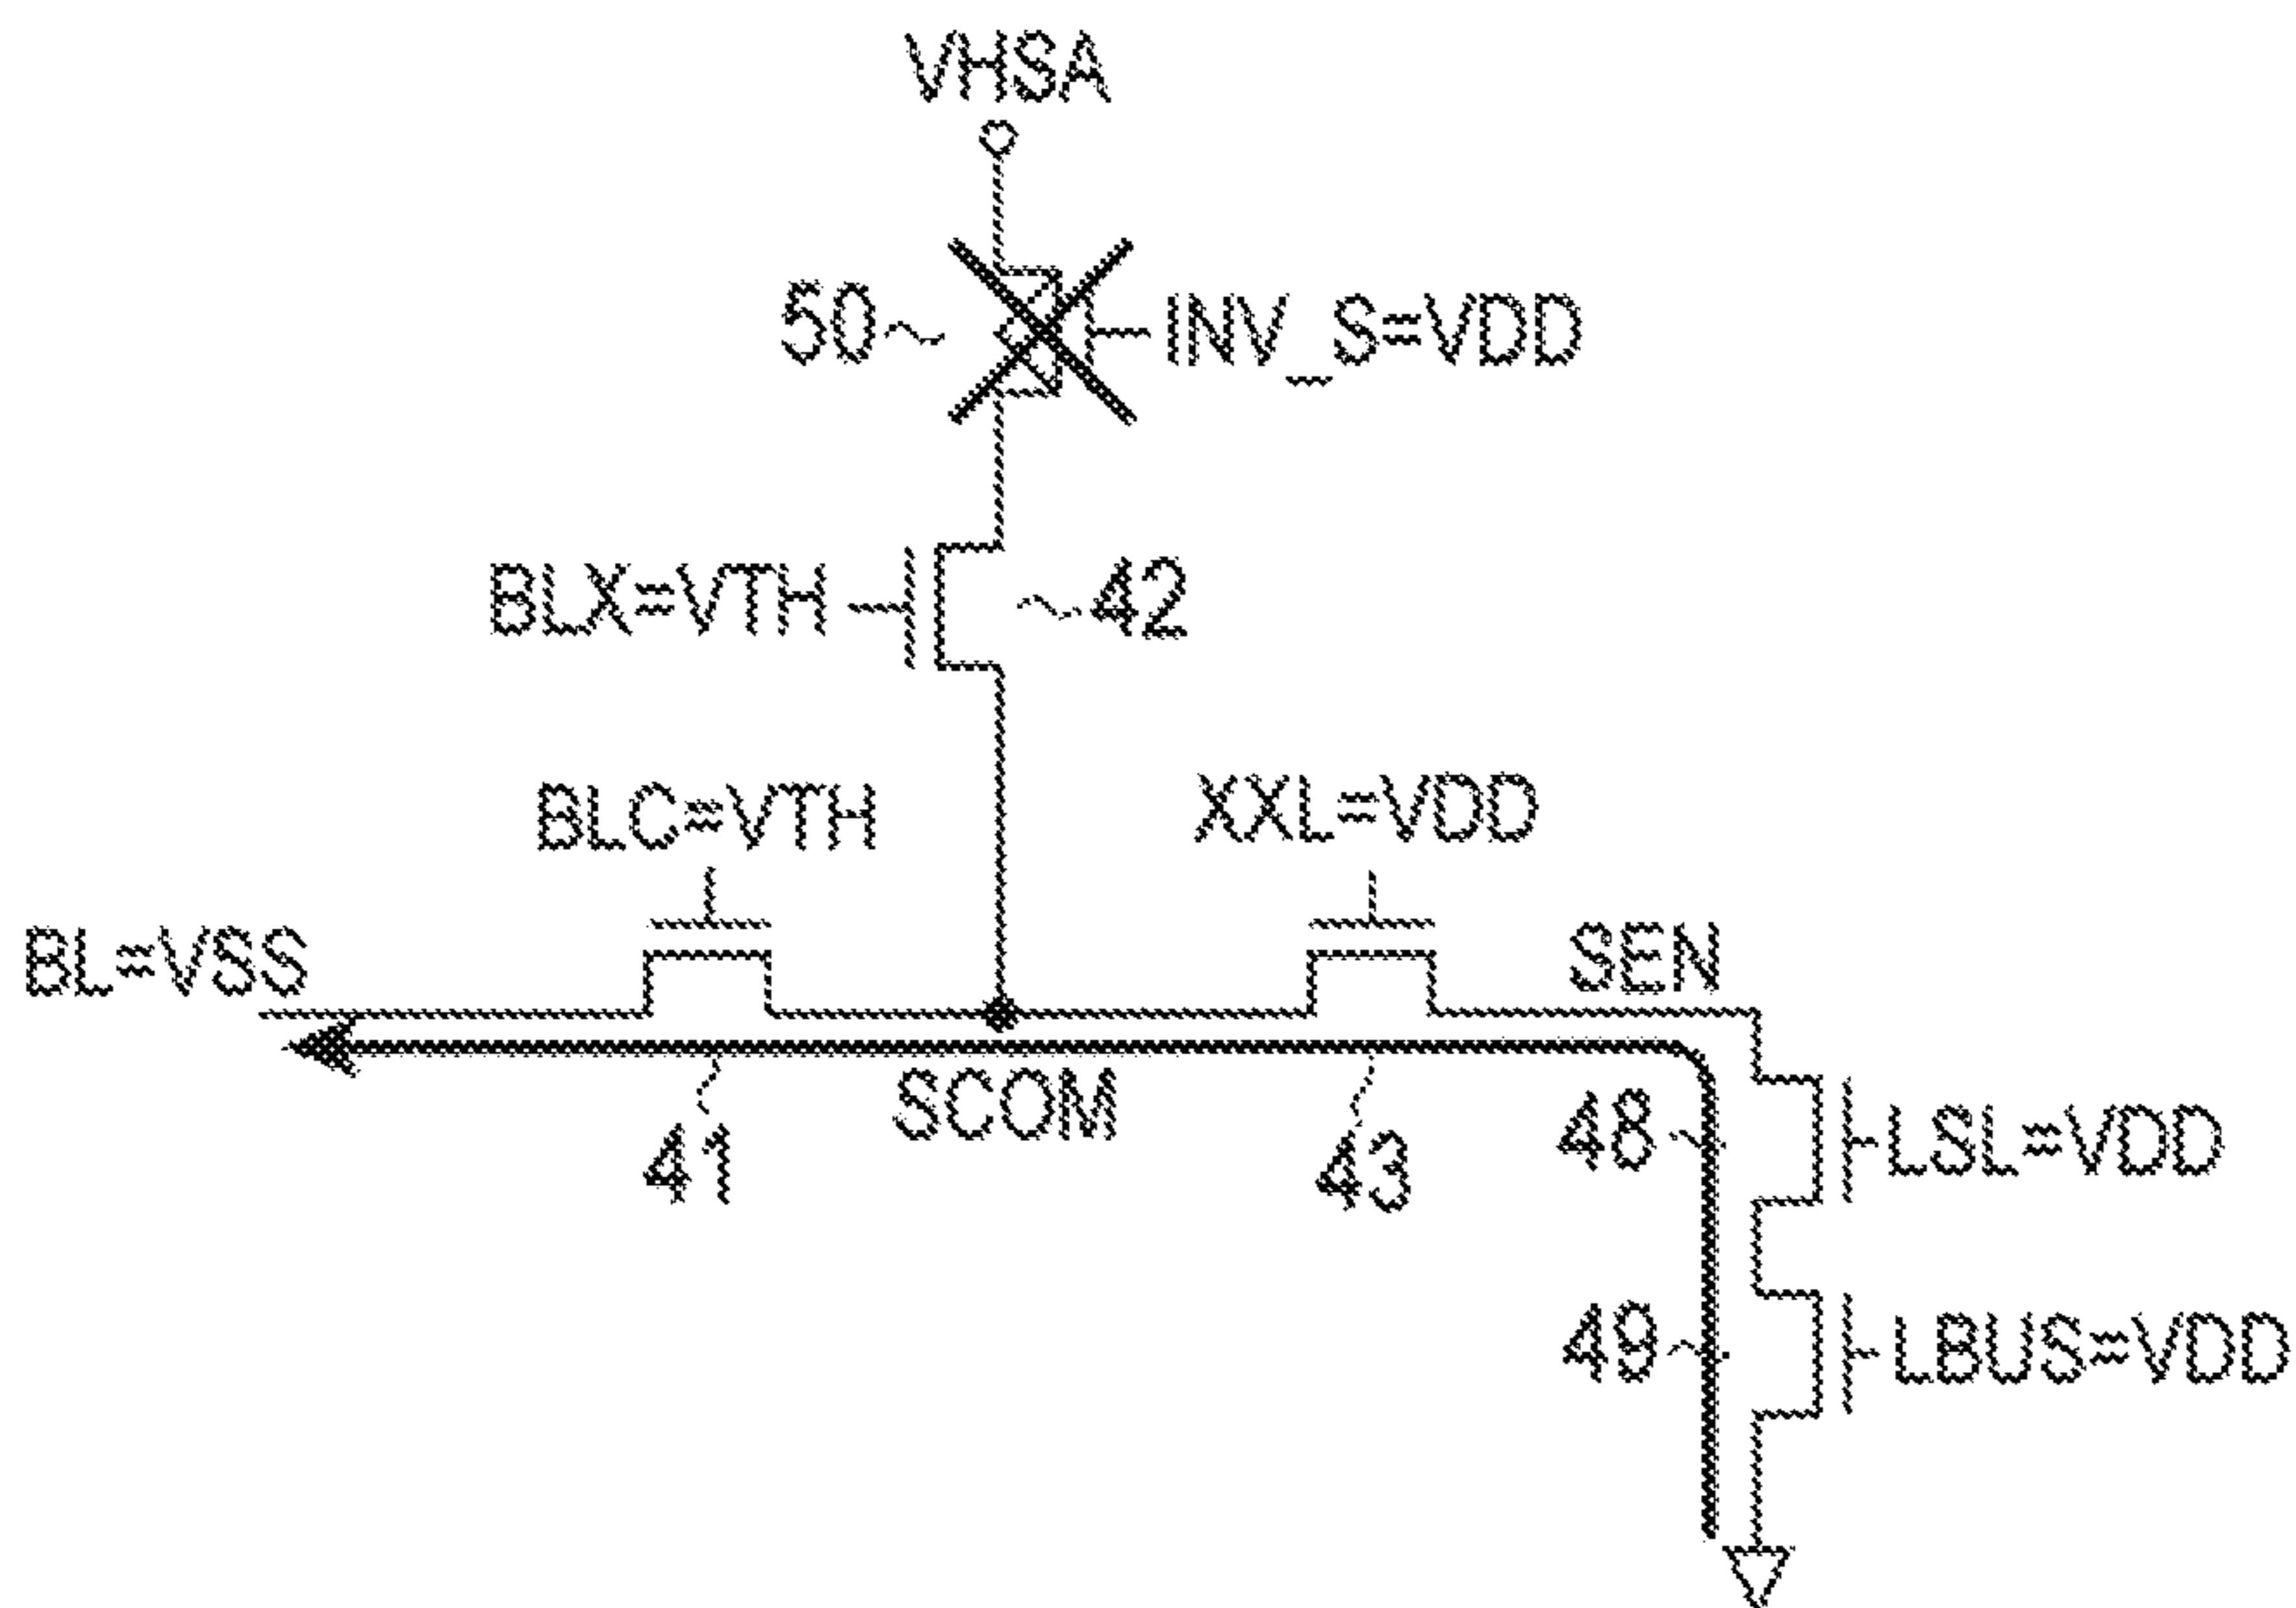 VHSA
50
INV_S=VDD
BLX=VTH
42
BLC=VTH
XXL=VDD
BL=VSS
SEN
SCOM
41
43
48
LSL=VDD
49
LBUS=VDD